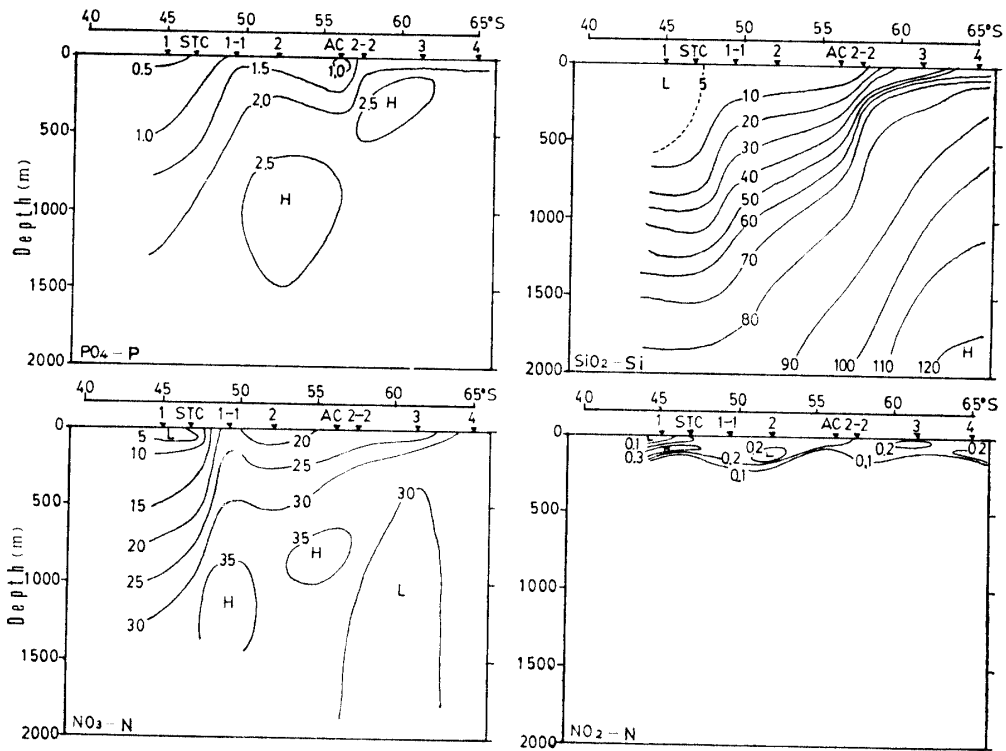 40 45 50 55 60 65°S
1 STC 1-1 2 AC 2-2 3 4
0
500
1000
1500
2000
Depth (m)
0.5
1.0
1.5
2.0
1.0
2.5
H
2.5
H
PO4-P
40 45 50 55 60 65°S
1 STC 1-1 2 AC 2-2 3 4
0
500
1000
1500
2000
L
5
10
20
30
40
50
60
70
80
90
100
110
120
H
SiO2-Si
40 45 50 55 60 65°S
1 STC 1-1 2 AC 2-2 3 4
0
500
1000
1500
2000
Depth (m)
5
L
10
15
20
25
30
20
25
30
35
H
35
H
30
L
NO3-N
40 45 50 55 60 65°S
1 STC 1-1 2 AC 2-2 3 4
0
500
1000
1500
2000
0.1
0.3
0.2
0.1
0.2
L
0.1
0.2
0.2
NO2-N